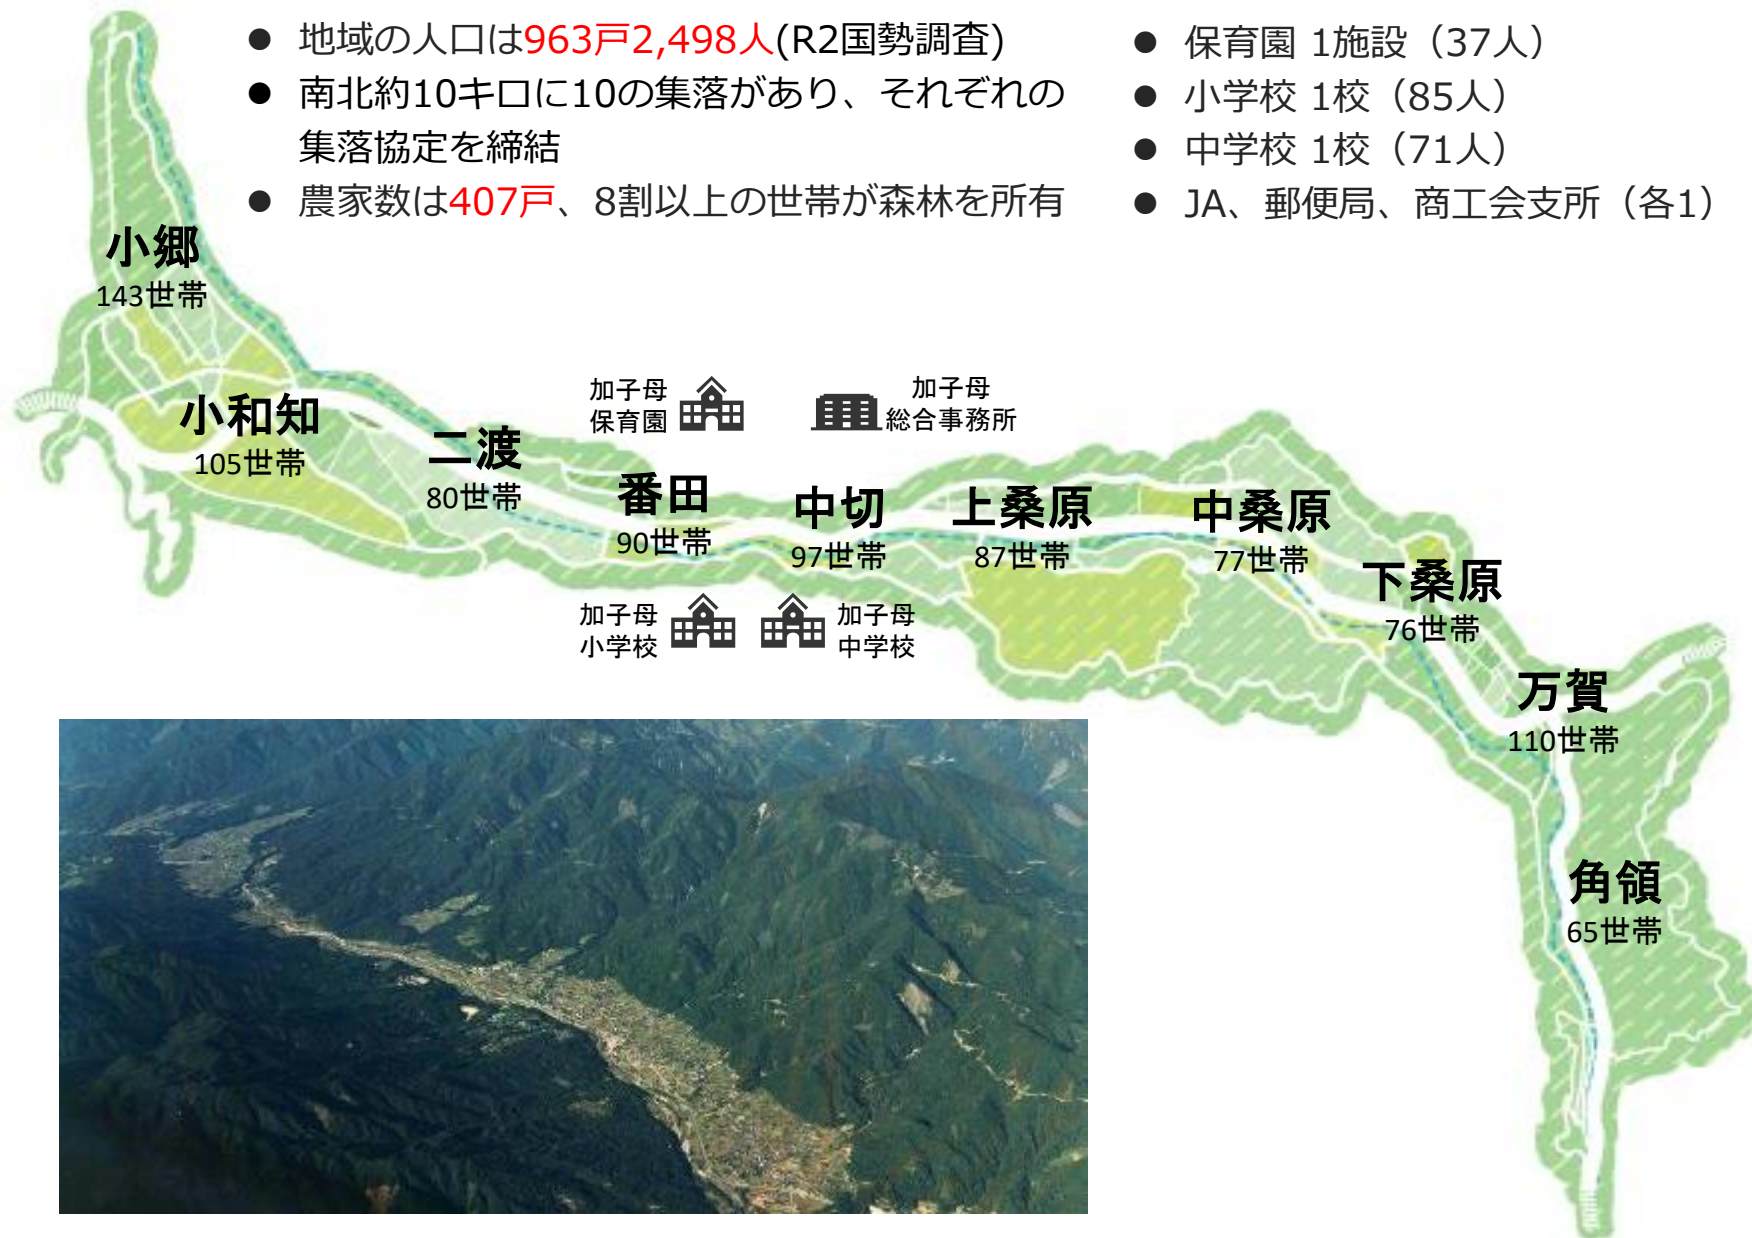 ● 地域の人口は963戸2,498人(R2国勢調査)
● 南北約10キロに10の集落があり、それぞれの
集落協定を締結
● 農家数は407戸、8割以上の世帯が森林を所有
● 保育園 1施設（37人）
● 小学校 1校（85人）
● 中学校 1校（71人）
● JA、郵便局、商工会支所（各1）
小郷
143世帯
小和知
105世帯
二渡
80世帯
加子母
保育園
加子母
総合事務所
番田
90世帯
中切
97世帯
上桑原
87世帯
中桑原
77世帯
下桑原
76世帯
加子母
小学校
加子母
中学校
万賀
110世帯
角領
65世帯